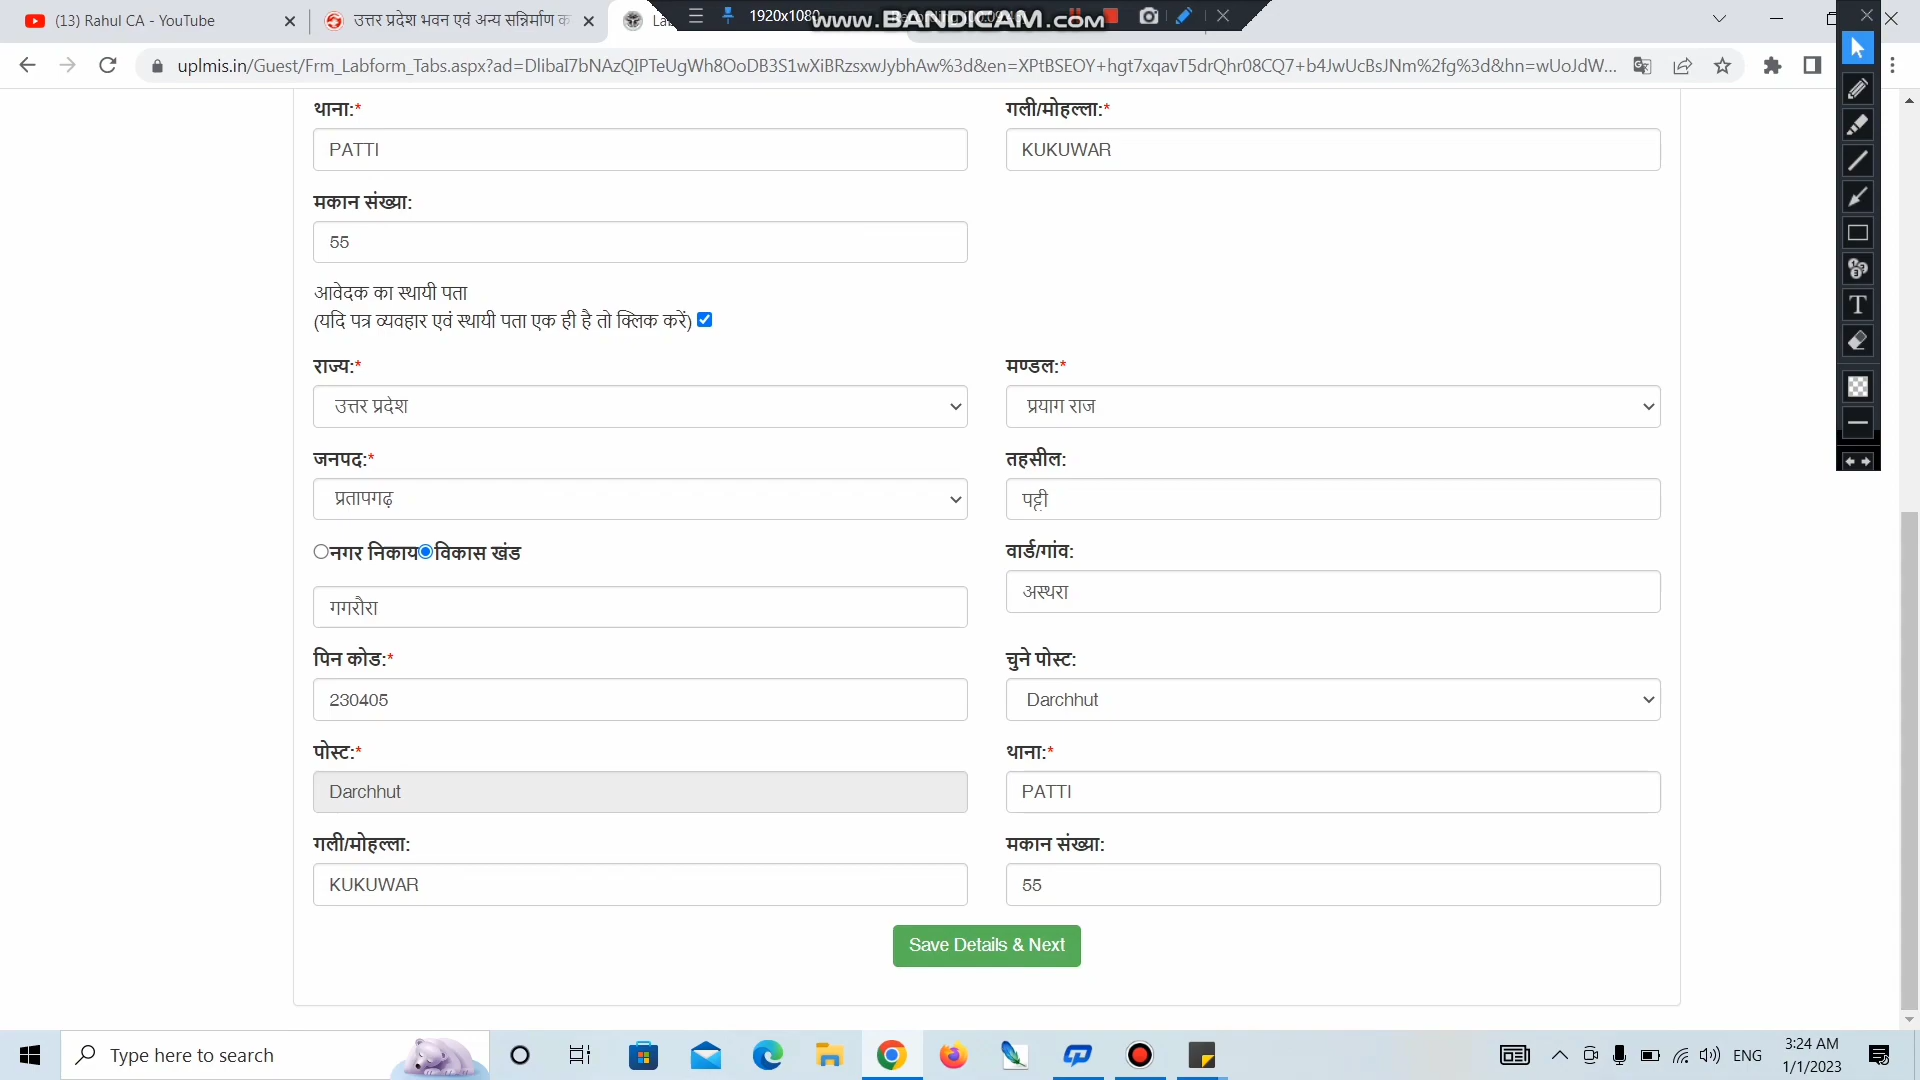 (13) Rahul CA - YouTube
उत्तर प्रदेश भवन एवं अन्य सन्निर्माण क
1920x1080
www.BANDICAM.com
uplmis.in/Guest/Frm_Labform_Tabs.aspx?ad=DlibaI7bNAzQIPTeUgWh8OoDB3S1wXiBRzsxwJybhAw%3d&en=XPtBSEOY+hgt7xqavT5drQhr08CQ7+b4JwUcBsJNm%2fg%3d&hn=wUoJdW...
थाना:*
गली/मोहल्ला:*
PATTI
KUKUWAR
मकान संख्या:
55
आवेदक का स्थायी पता
(यदि पत्र व्यवहार एवं स्थायी पता एक ही है तो क्लिक करें)
राज्य:*
मण्डल:*
उत्तर प्रदेश
प्रयाग राज
जनपद:*
तहसील:
प्रतापगढ़
पट्टी
नगर निकाय विकास खंड
वार्ड/गांव:
गगरौरा
अस्थरा
पिन कोड:*
चुने पोस्ट:
230405
Darchhut
पोस्ट:*
थाना:*
Darchhut
PATTI
गली/मोहल्ला:
मकान संख्या:
KUKUWAR
55
Save Details & Next
Type here to search
ENG
3:24 AM
1/1/2023